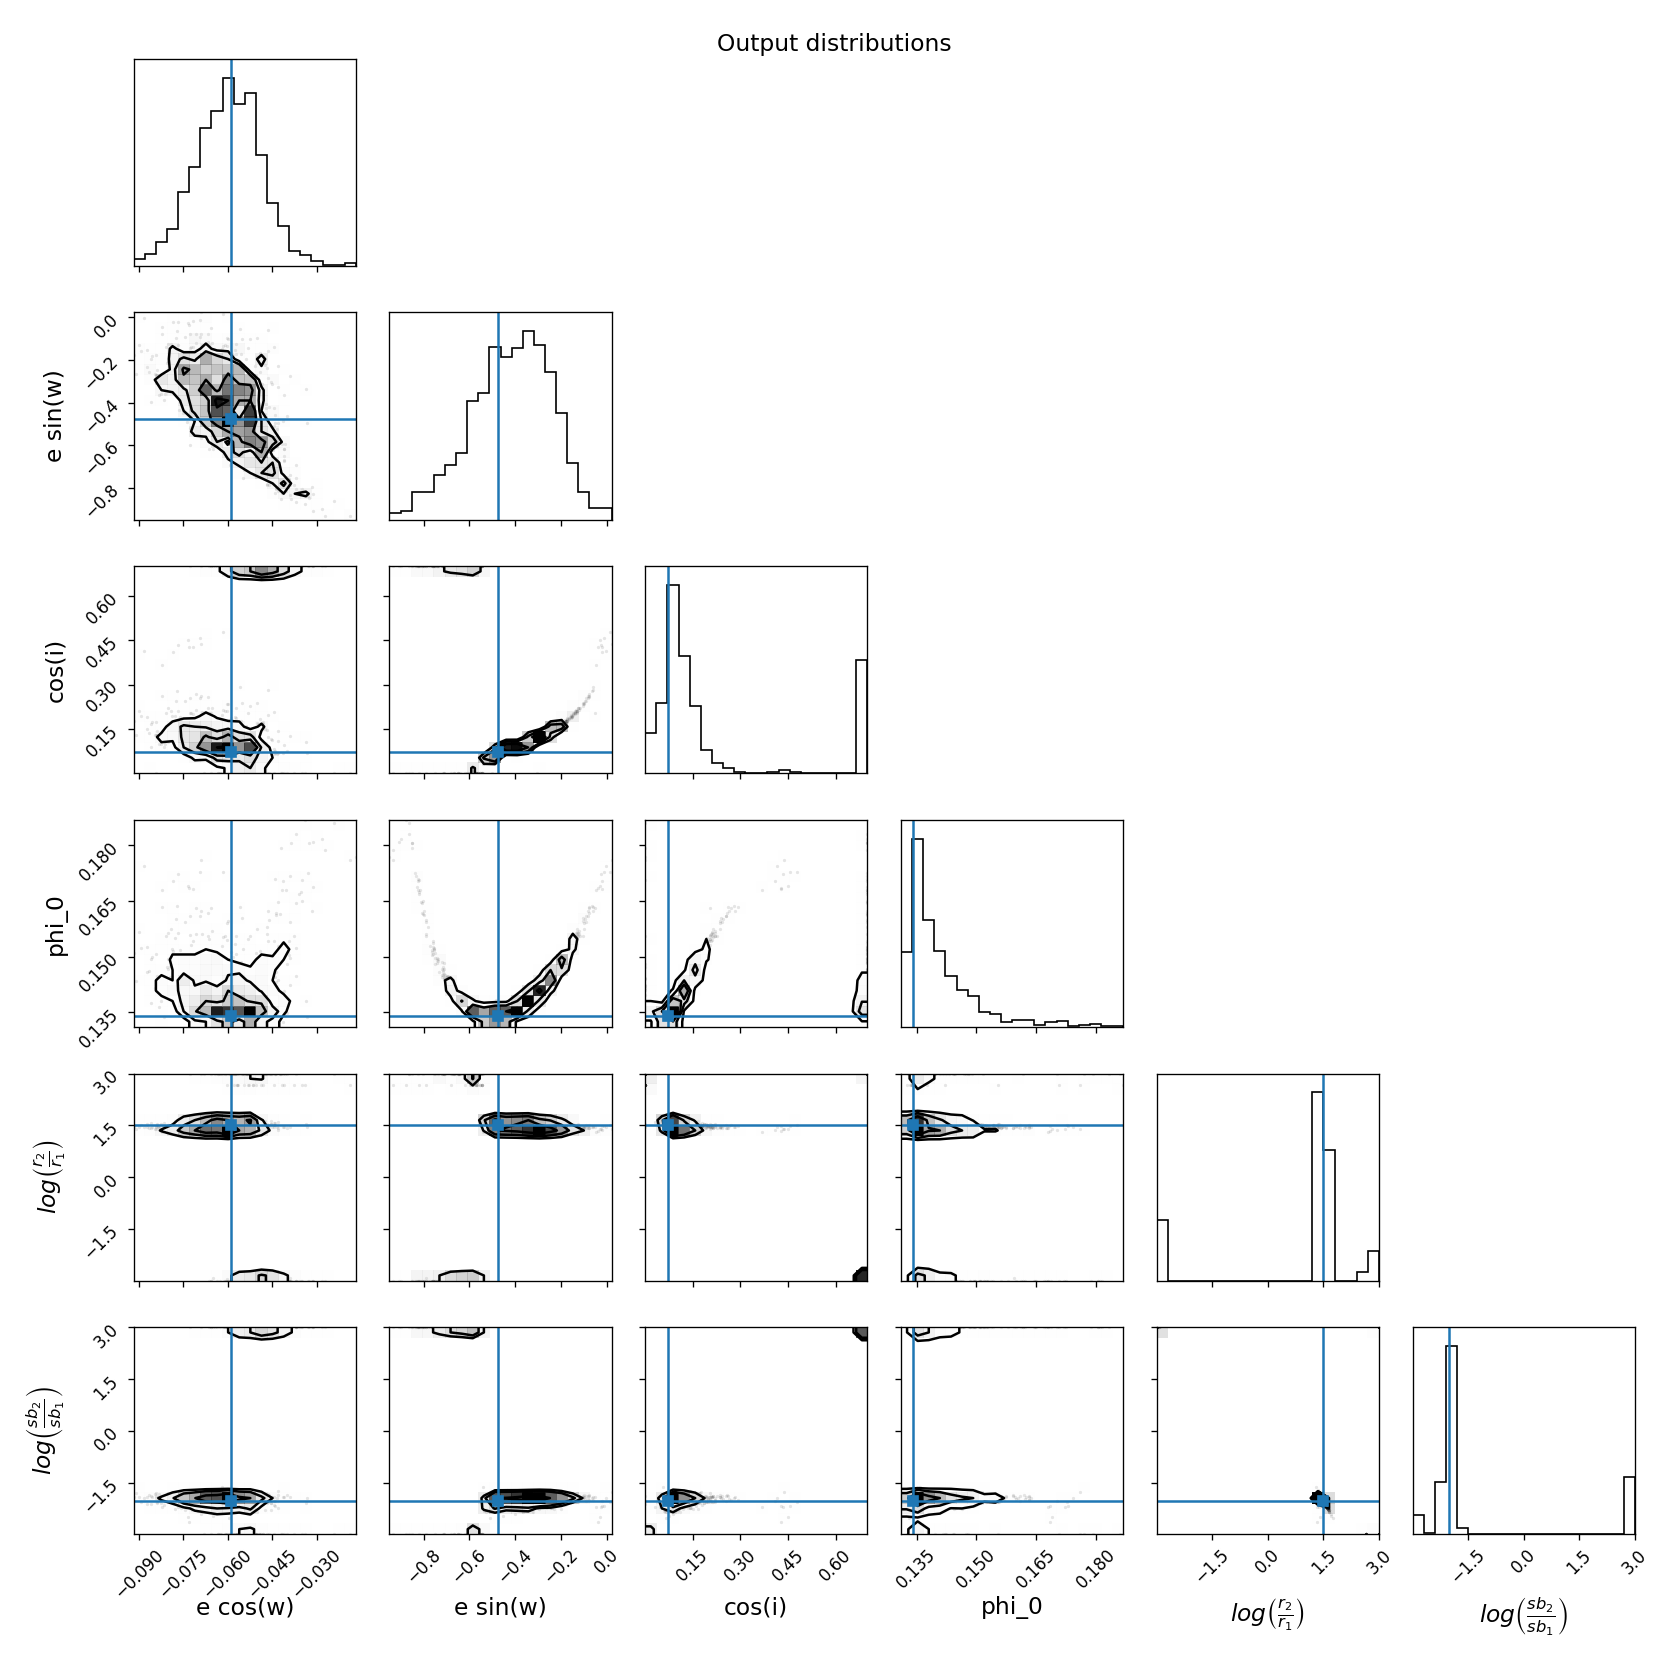 Output distributions
0.0
−0.2
−0.4
−0.6
−0.8
e sin(w)
0.60
0.45
0.30
0.15
cos(i)
0.180
0.165
0.150
0.135
phi_0
3.0
1.5
0.0
−1.5
log(r₂/r₁)
3.0
1.5
0.0
−1.5
log(sb₂/sb₁)
−0.090 −0.075 −0.060 −0.045 −0.030 −0.8 −0.6 −0.4 −0.2 0.0 0.15 0.30 0.45 0.60 0.135 0.150 0.165 0.180 −1.5 0.0 1.5 3.0 −1.5 0.0 1.5 3.0
e cos(w) e sin(w) cos(i) phi_0 log(r₂/r₁) log(sb₂/sb₁)